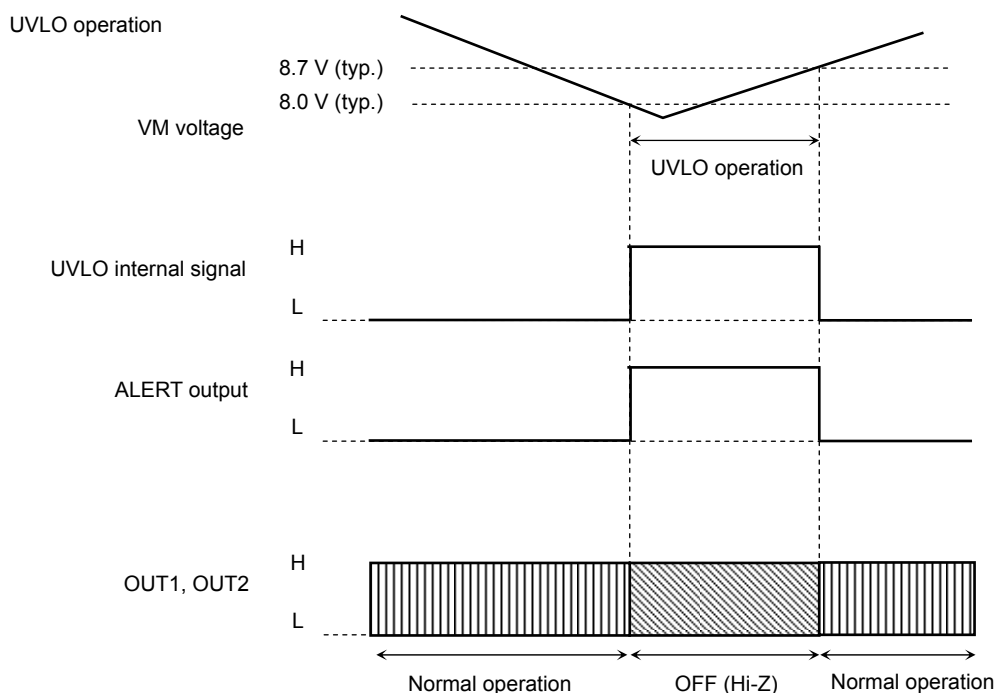 UVLO operation
8.7 V (typ.)
8.0 V (typ.)
VM voltage
UVLO operation
H
UVLO internal signal
L
H
ALERT output
L
H
OUT1, OUT2
L
Normal operation
OFF (Hi-Z)
Normal operation